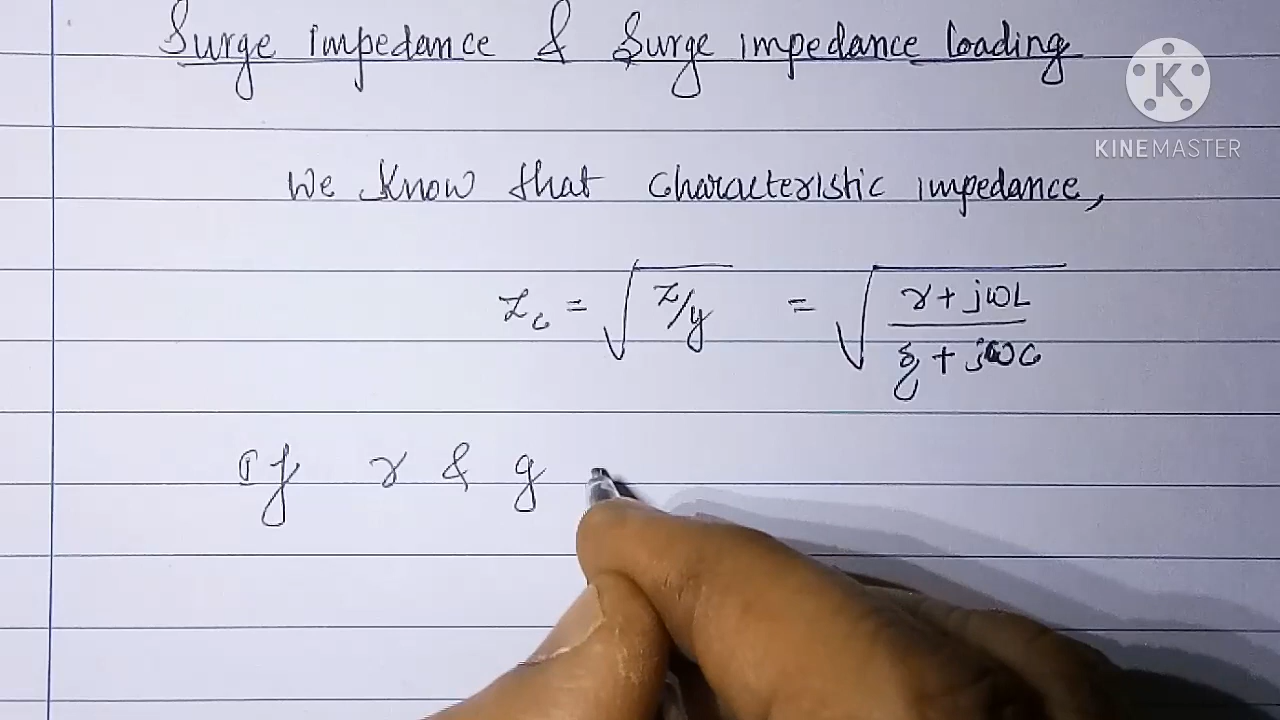 Surge impedance & Surge impedance loading
K
KINEMASTER
We know that characteristic impedance,
Zc = √z/y = √(r + jωL / g + jωc)
If r & g